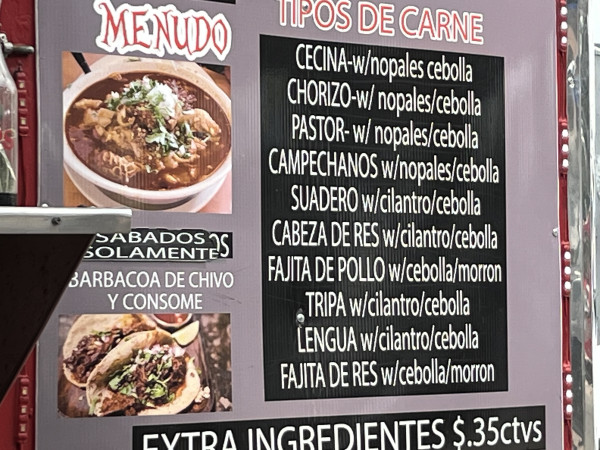 MENUDO
SABADOS OS
SOLAMENTE
BARBACOA DE CHIVO
Y CONSOME
TIPOS DE CARNE
CECINA-w/nopales cebolla
CHORIZO-w/ nopales/cebolla
PASTOR- w/ nopales/cebolla
CAMPECHANOS w/nopales/cebolla
SUADERO w/cilantro/cebolla
CABEZA DE RES w/cilantro/cebolla
FAJITA DE POLLO w/cebolla/morron
TRIPA w/cilantro/cebolla
LENGUA w/cilantro/cebolla
FAJITA DE RES w/cebolla/morron
EXTRA INGREDIENTES $.35ctvs